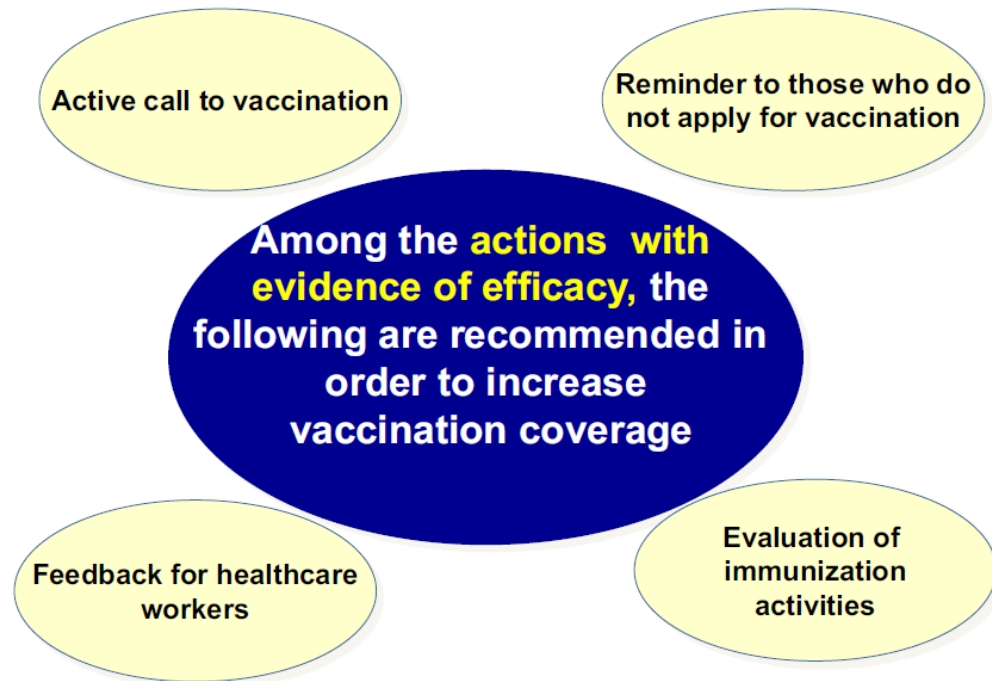 Active call to vaccination
Reminder to those who do
not apply for vaccination
Among the actions with
evidence of efficacy, the
following are recommended in
order to increase
vaccination coverage
Feedback for healthcare
workers
Evaluation of
immunization
activities